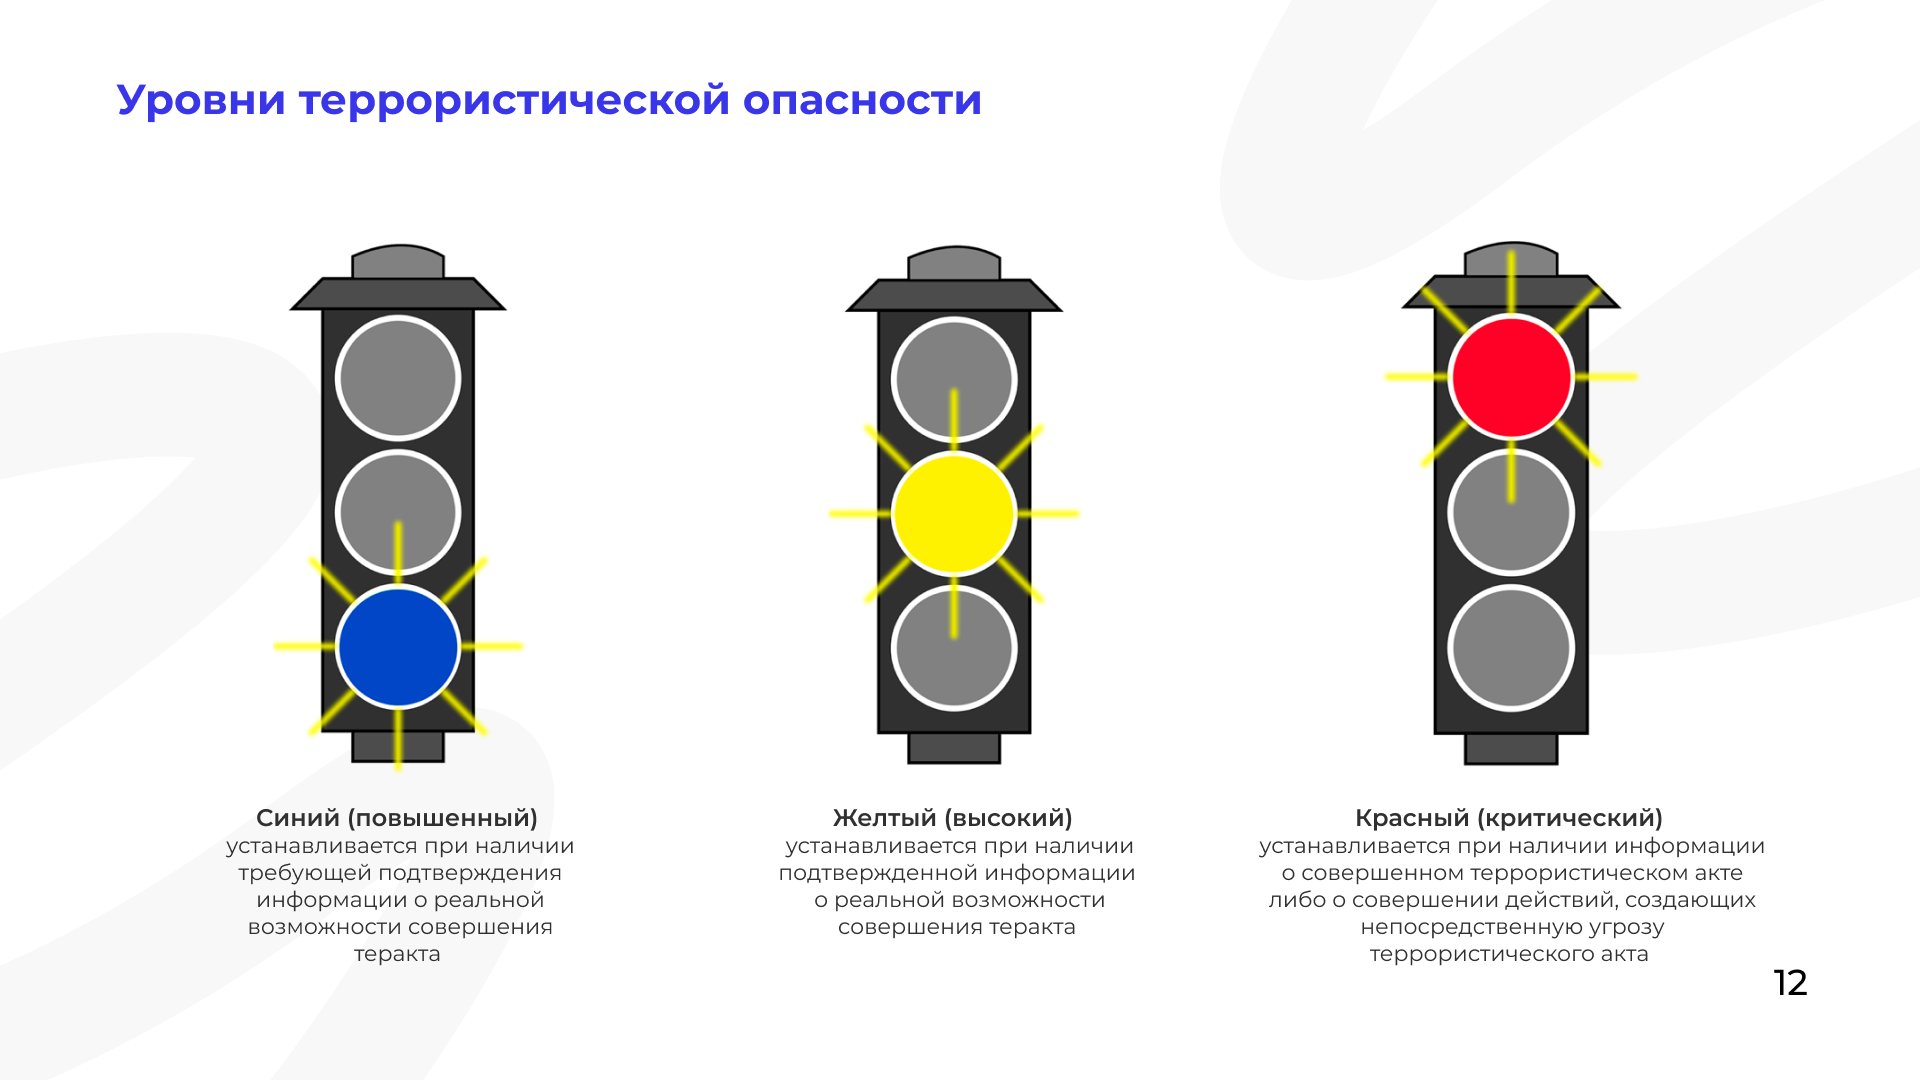 Уровни террористической опасности
Синий (повышенный)
устанавливается при наличии
требующей подтверждения
информации о реальной
возможности совершения
теракта
Желтый (высокий)
устанавливается при наличии
подтвержденной информации
о реальной возможности
совершения теракта
Красный (критический)
устанавливается при наличии информации
о совершенном террористическом акте
либо о совершении действий, создающих
непосредственную угрозу
террористического акта
12